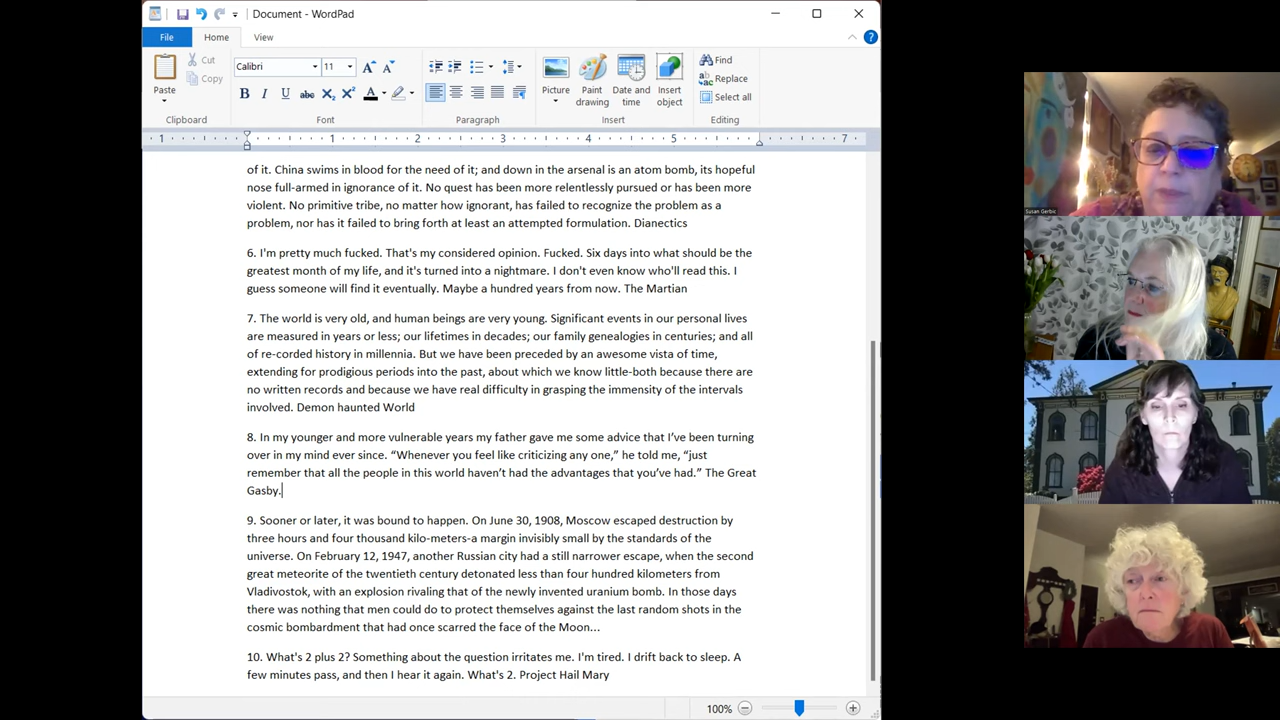 Document - WordPad
File Home View
Paste
Cut
Copy
Clipboard
Calibri 11
Font
Paragraph
Picture
Paint drawing
Date and time
Insert object
Insert
Find
Replace
Select all
Editing
1 1 2 3 4 5 7
of it. China swims in blood for the need of it; and down in the arsenal is an atom bomb, its hopeful
nose full-armed in ignorance of it. No quest has been more relentlessly pursued or has been more
violent. No primitive tribe, no matter how ignorant, has failed to recognize the problem as a
problem, nor has it failed to bring forth at least an attempted formulation. Dianectics
6. I'm pretty much fucked. That's my considered opinion. Fucked. Six days into what should be the
greatest month of my life, and it's turned into a nightmare. I don't even know who'll read this. I
guess someone will find it eventually. Maybe a hundred years from now. The Martian
7. The world is very old, and human beings are very young. Significant events in our personal lives
are measured in years or less; our lifetimes in decades; our family genealogies in centuries; and all
of re-corded history in millennia. But we have been preceded by an awesome vista of time,
extending for prodigious periods into the past, about which we know little-both because there are
no written records and because we have real difficulty in grasping the immensity of the intervals
involved. Demon haunted World
8. In my younger and more vulnerable years my father gave me some advice that I’ve been turning
over in my mind ever since. “Whenever you feel like criticizing any one,” he told me, “just
remember that all the people in this world haven’t had the advantages that you’ve had.” The Great
Gasby.
9. Sooner or later, it was bound to happen. On June 30, 1908, Moscow escaped destruction by
three hours and four thousand kilo-meters-a margin invisibly small by the standards of the
universe. On February 12, 1947, another Russian city had a still narrower escape, when the second
great meteorite of the twentieth century detonated less than four hundred kilometers from
Vladivostok, with an explosion rivaling that of the newly invented uranium bomb. In those days
there was nothing that men could do to protect themselves against the last random shots in the
cosmic bombardment that had once scarred the face of the Moon...
10. What's 2 plus 2? Something about the question irritates me. I'm tired. I drift back to sleep. A
few minutes pass, and then I hear it again. What's 2. Project Hail Mary
100%
Susan Gerbic